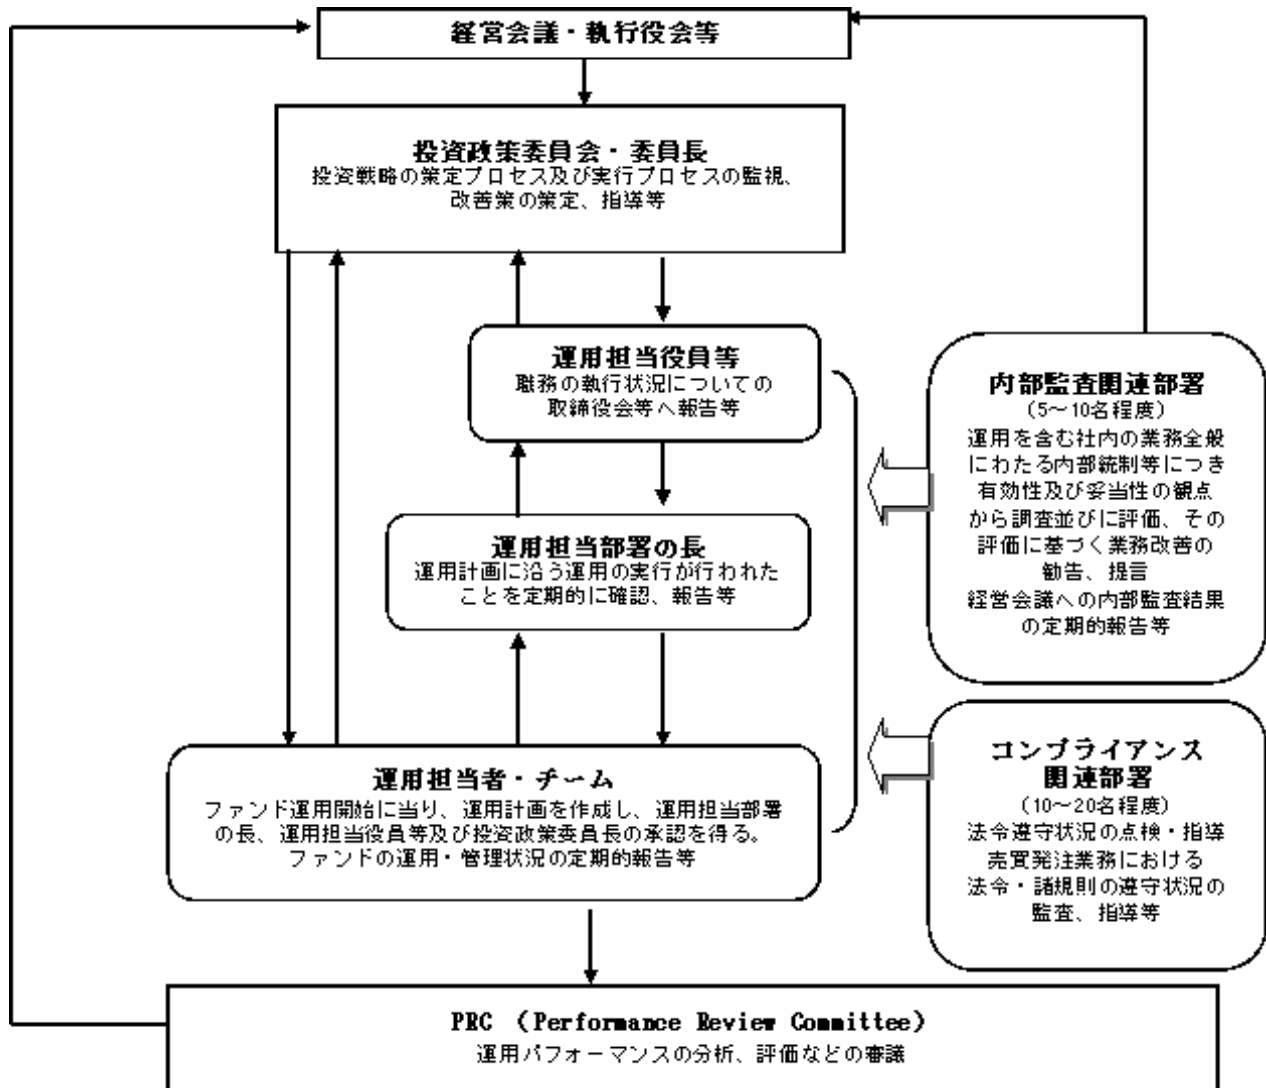 経営会議・執行役会等
投資政策委員会・委員長
投資戦略の策定プロセス及び実行プロセスの監視、
改善策の策定、指導等
運用担当役員等
職務の執行状況についての
取締役会等へ報告等
運用担当部署の長
運用計画に沿う運用の実行が行われた
ことを定期的に確認、報告等
運用担当者・チーム
ファンド運用開始に当り、運用計画を作成し、運用担当部署
の長、運用担当役員等及び投資政策委員長の承認を得る。
ファンドの運用・管理状況の定期的報告等
内部監査関連部署
(5~10名程度)
運用を含む社内の業務全般
にわたる内部統制等につき
有効性及び妥当性の観点
から調査並びに評価、その
評価に基づく業務改善の
勧告、提言
経営会議への内部監査結果
の定期的報告等
コンプライアンス
関連部署
(10~20名程度)
法令遵守状況の点検・指導
売買発注業務における
法令・諸規則の遵守状況の
監査、指導等
PRC (Performance Review Committee)
運用パフォーマンスの分析、評価などの審議